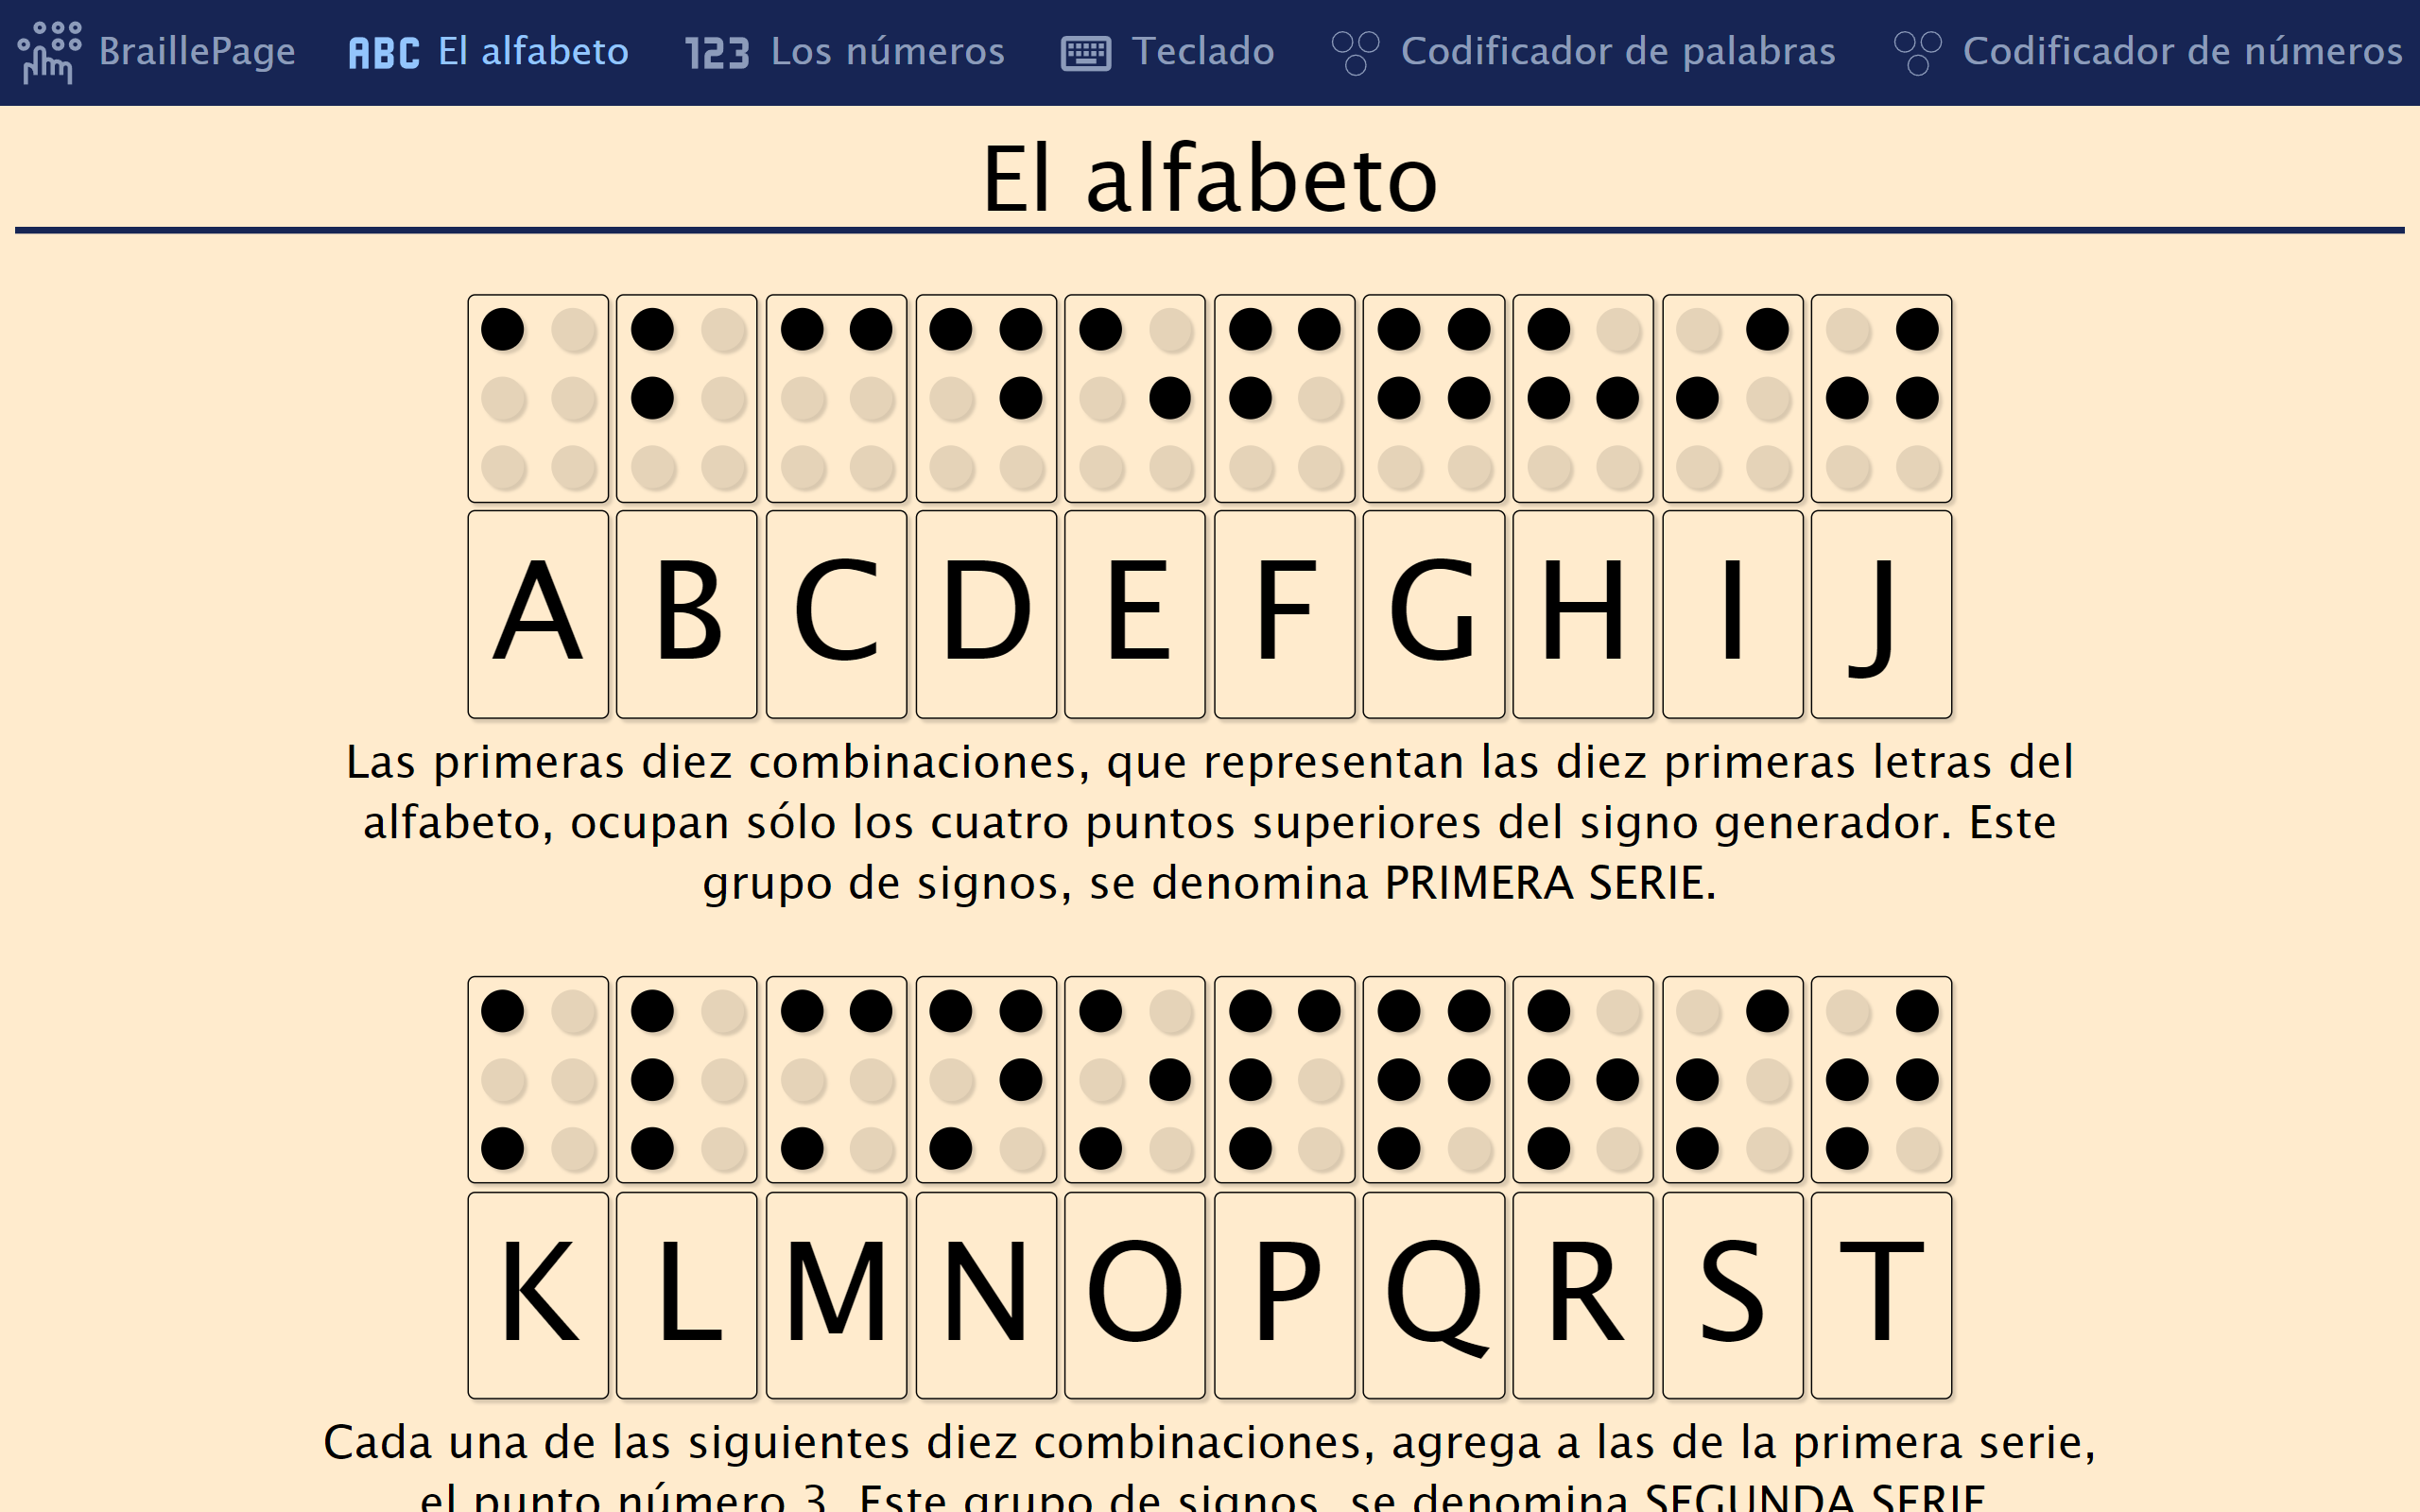 BraillePage ABC El alfabeto 123 Los números Teclado Codificador de palabras Codificador de números
El alfabeto
A B C D E F G H I J
Las primeras diez combinaciones, que representan las diez primeras letras del
alfabeto, ocupan sólo los cuatro puntos superiores del signo generador. Este
grupo de signos, se denomina PRIMERA SERIE.
K L M N O P Q R S T
Cada una de las siguientes diez combinaciones, agrega a las de la primera serie,
el punto número 3. Este grupo de signos, se denomina SEGUNDA SERIE